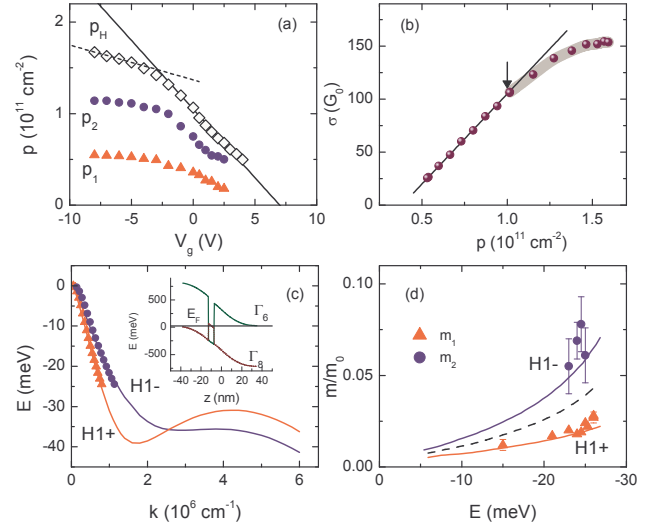 (a)
p_H
p_2
p_1
p (10^11 cm^-2)
2
1
0
-10 -5 0 5 10
V_g (V)
(b)
σ (G_0)
150
100
50
0
0.5 1.0 1.5
p (10^11 cm^-2)
(c)
E (meV)
0
-10
-20
-30
-40
H1-
H1+
0 2 4 6
k (10^6 cm^-1)
E (meV)
500
0
-500
E_F
Γ_6
Γ_8
-40 -20 0 20 40
z (nm)
(d)
m/m_0
0.10
0.05
0.00
m_1
m_2
H1-
H1+
0 -10 -20 -30
E (meV)